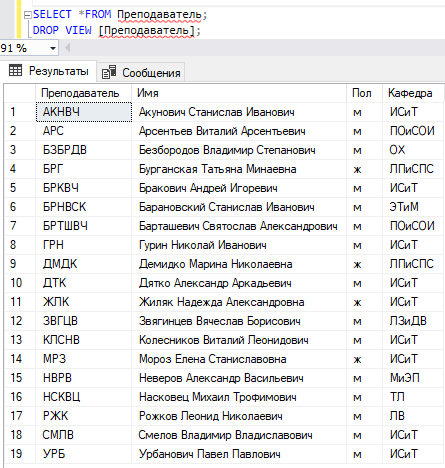 SELECT *FROM Преподаватель;
DROP VIEW [Преподаватель];
91 %
Результаты Сообщения
Преподаватель Имя Пол Кафедра
1 АКНВЧ Акунович Станислав Иванович м ИСиТ
2 АРС Арсентьев Виталий Арсентьевич м ПОиСОИ
3 БЗБРДВ Безбородов Владимир Степанович м ОХ
4 БРГ Бурганская Татьяна Минаевна ж ЛПиСПС
5 БРКВЧ Бракович Андрей Игоревич м ИСиТ
6 БРНВСК Барановский Станислав Иванович м ЭТиМ
7 БРТШВЧ Барташевич Святослав Александрович м ПОиСОИ
8 ГРН Гурин Николай Иванович м ИСиТ
9 ДМДК Демидко Марина Николаевна ж ЛПиСПС
10 ДТК Дятко Александр Аркадьевич м ИСиТ
11 ЖЛК Жиляк Надежда Александровна ж ИСиТ
12 ЗВГЦВ Звягинцев Вячеслав Борисович м ЛЗиДВ
13 КЛСНВ Колесников Виталий Леонидович м ИСиТ
14 МРЗ Мороз Елена Станиславовна ж ИСиТ
15 НВРВ Неверов Александр Васильевич м МиЭП
16 НСКВЦ Насковец Михаил Трофимович м ТЛ
17 РЖК Рожков Леонид Николаевич м ЛВ
18 СМЛВ Смелов Владимир Владиславович м ИСиТ
19 УРБ Урбанович Павел Павлович м ИСиТ